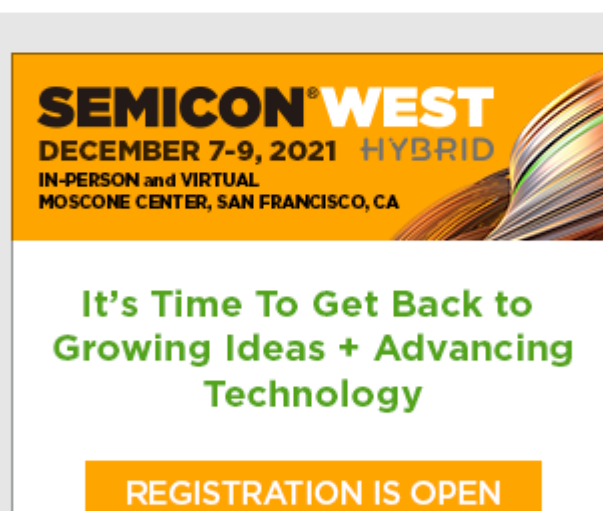 SEMICON® WEST
DECEMBER 7-9, 2021 HYBRID
IN-PERSON and VIRTUAL
MOSCONE CENTER, SAN FRANCISCO, CA
It's Time To Get Back to
Growing Ideas + Advancing
Technology
REGISTRATION IS OPEN